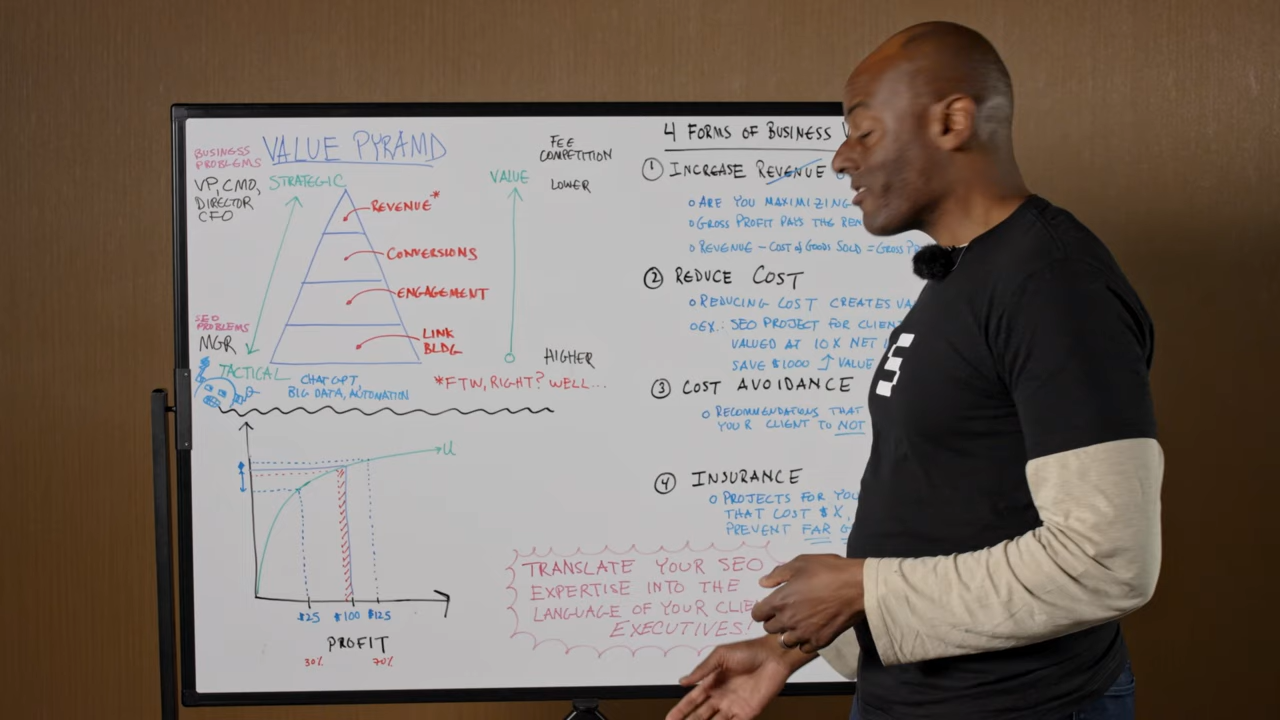 VALUE PYRAMD
BUSINESS
PROBLEMS
VP, CMO,
DIRECTOR
CFO
STRATEGIC
REVENUE*
CONVERSIONS
ENGAGEMENT
LINK
BLDG
SEO
PROBLEMS
MGR
TACTICAL
CHATGPT,
BIG DATA, AUTOMATION
VALUE
FEE
COMPETITION
LOWER
HIGHER
*FTW, RIGHT? WELL...
U
$25 $100 $125
PROFIT
30% 70%
4 FORMS OF BUSINESS
1 INCREASE REVENUE
ARE YOU MAXIMIZING
GROSS PROFIT PAYS THE
REVENUE - COST OF GOODS SOLD = GROSS
2 REDUCE COST
REDUCING COST CREATES
EX.: SEO PROJECT FOR CLIENT
VALUED AT 10X NET
SAVE $1000 VALUE
3 COST AVOIDANCE
RECOMMENDATIONS THAT
YOUR CLIENT TO NOT
4 INSURANCE
PROJECTS FOR YOU
THAT COST $X,
PREVENT FAR
TRANSLATE YOUR SEO
EXPERTISE INTO THE
LANGUAGE OF YOUR
EXECUTIVES!